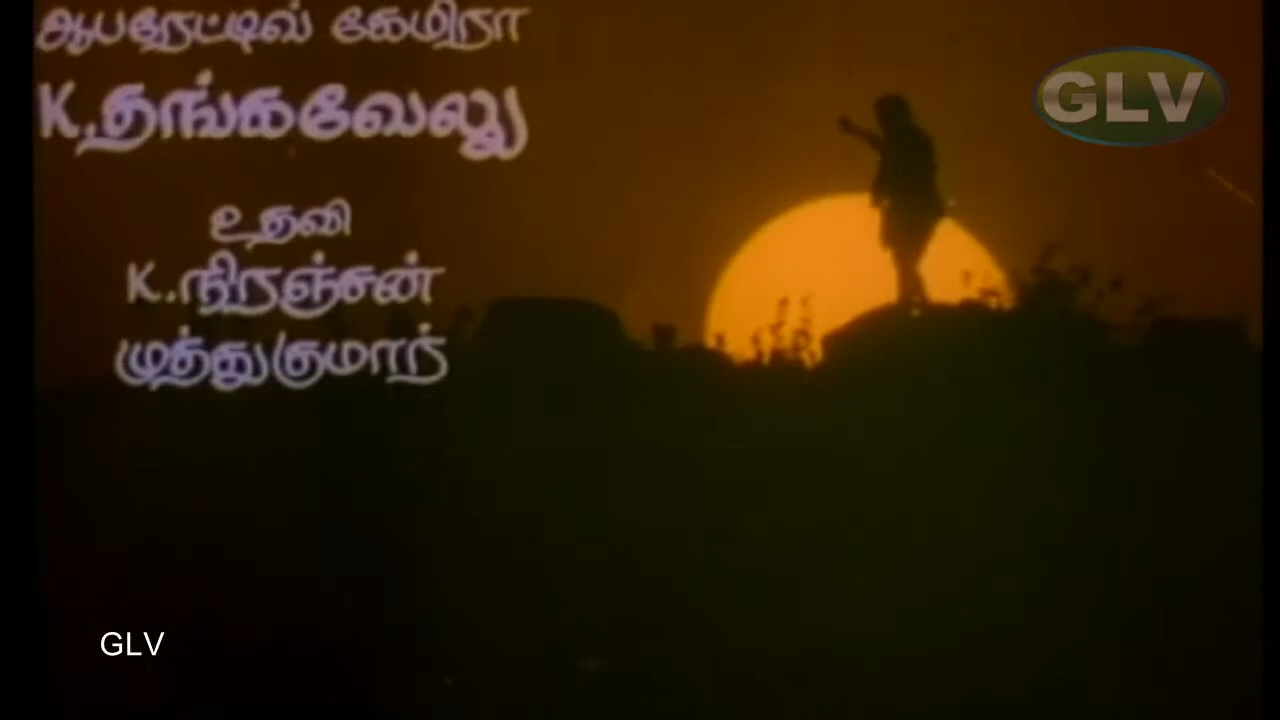 ஆபரேட்டிவ் கேமிரா
K.தங்கவேலு
உதவி
K.நிரஞ்சன்
முத்துகுமார்
GLV
GLV